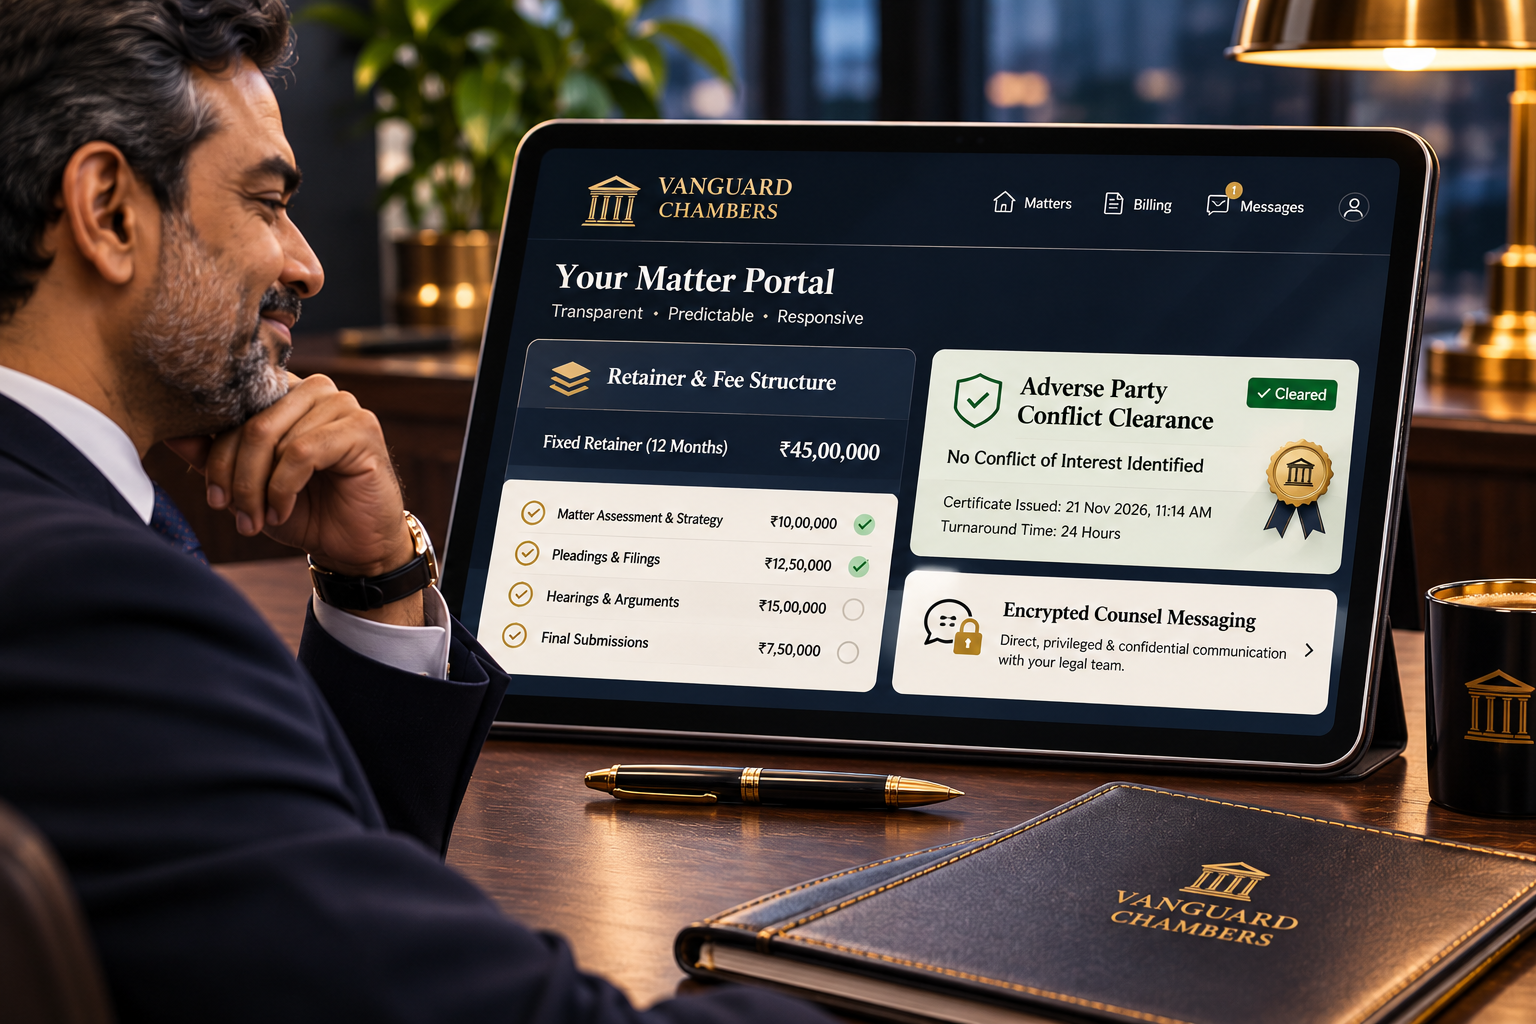 VANGUARD
CHAMBERS
Matters
Billing
1
Messages
Your Matter Portal
Transparent • Predictable • Responsive
Retainer & Fee Structure
Fixed Retainer (12 Months) ₹45,00,000
Matter Assessment & Strategy ₹10,00,000
Pleadings & Filings ₹12,50,000
Hearings & Arguments ₹15,00,000
Final Submissions ₹7,50,000
Adverse Party
Conflict Clearance
Cleared
No Conflict of Interest Identified
Certificate Issued: 21 Nov 2026, 11:14 AM
Turnaround Time: 24 Hours
Encrypted Counsel Messaging
Direct, privileged & confidential communication
with your legal team.
VANGUARD
CHAMBERS